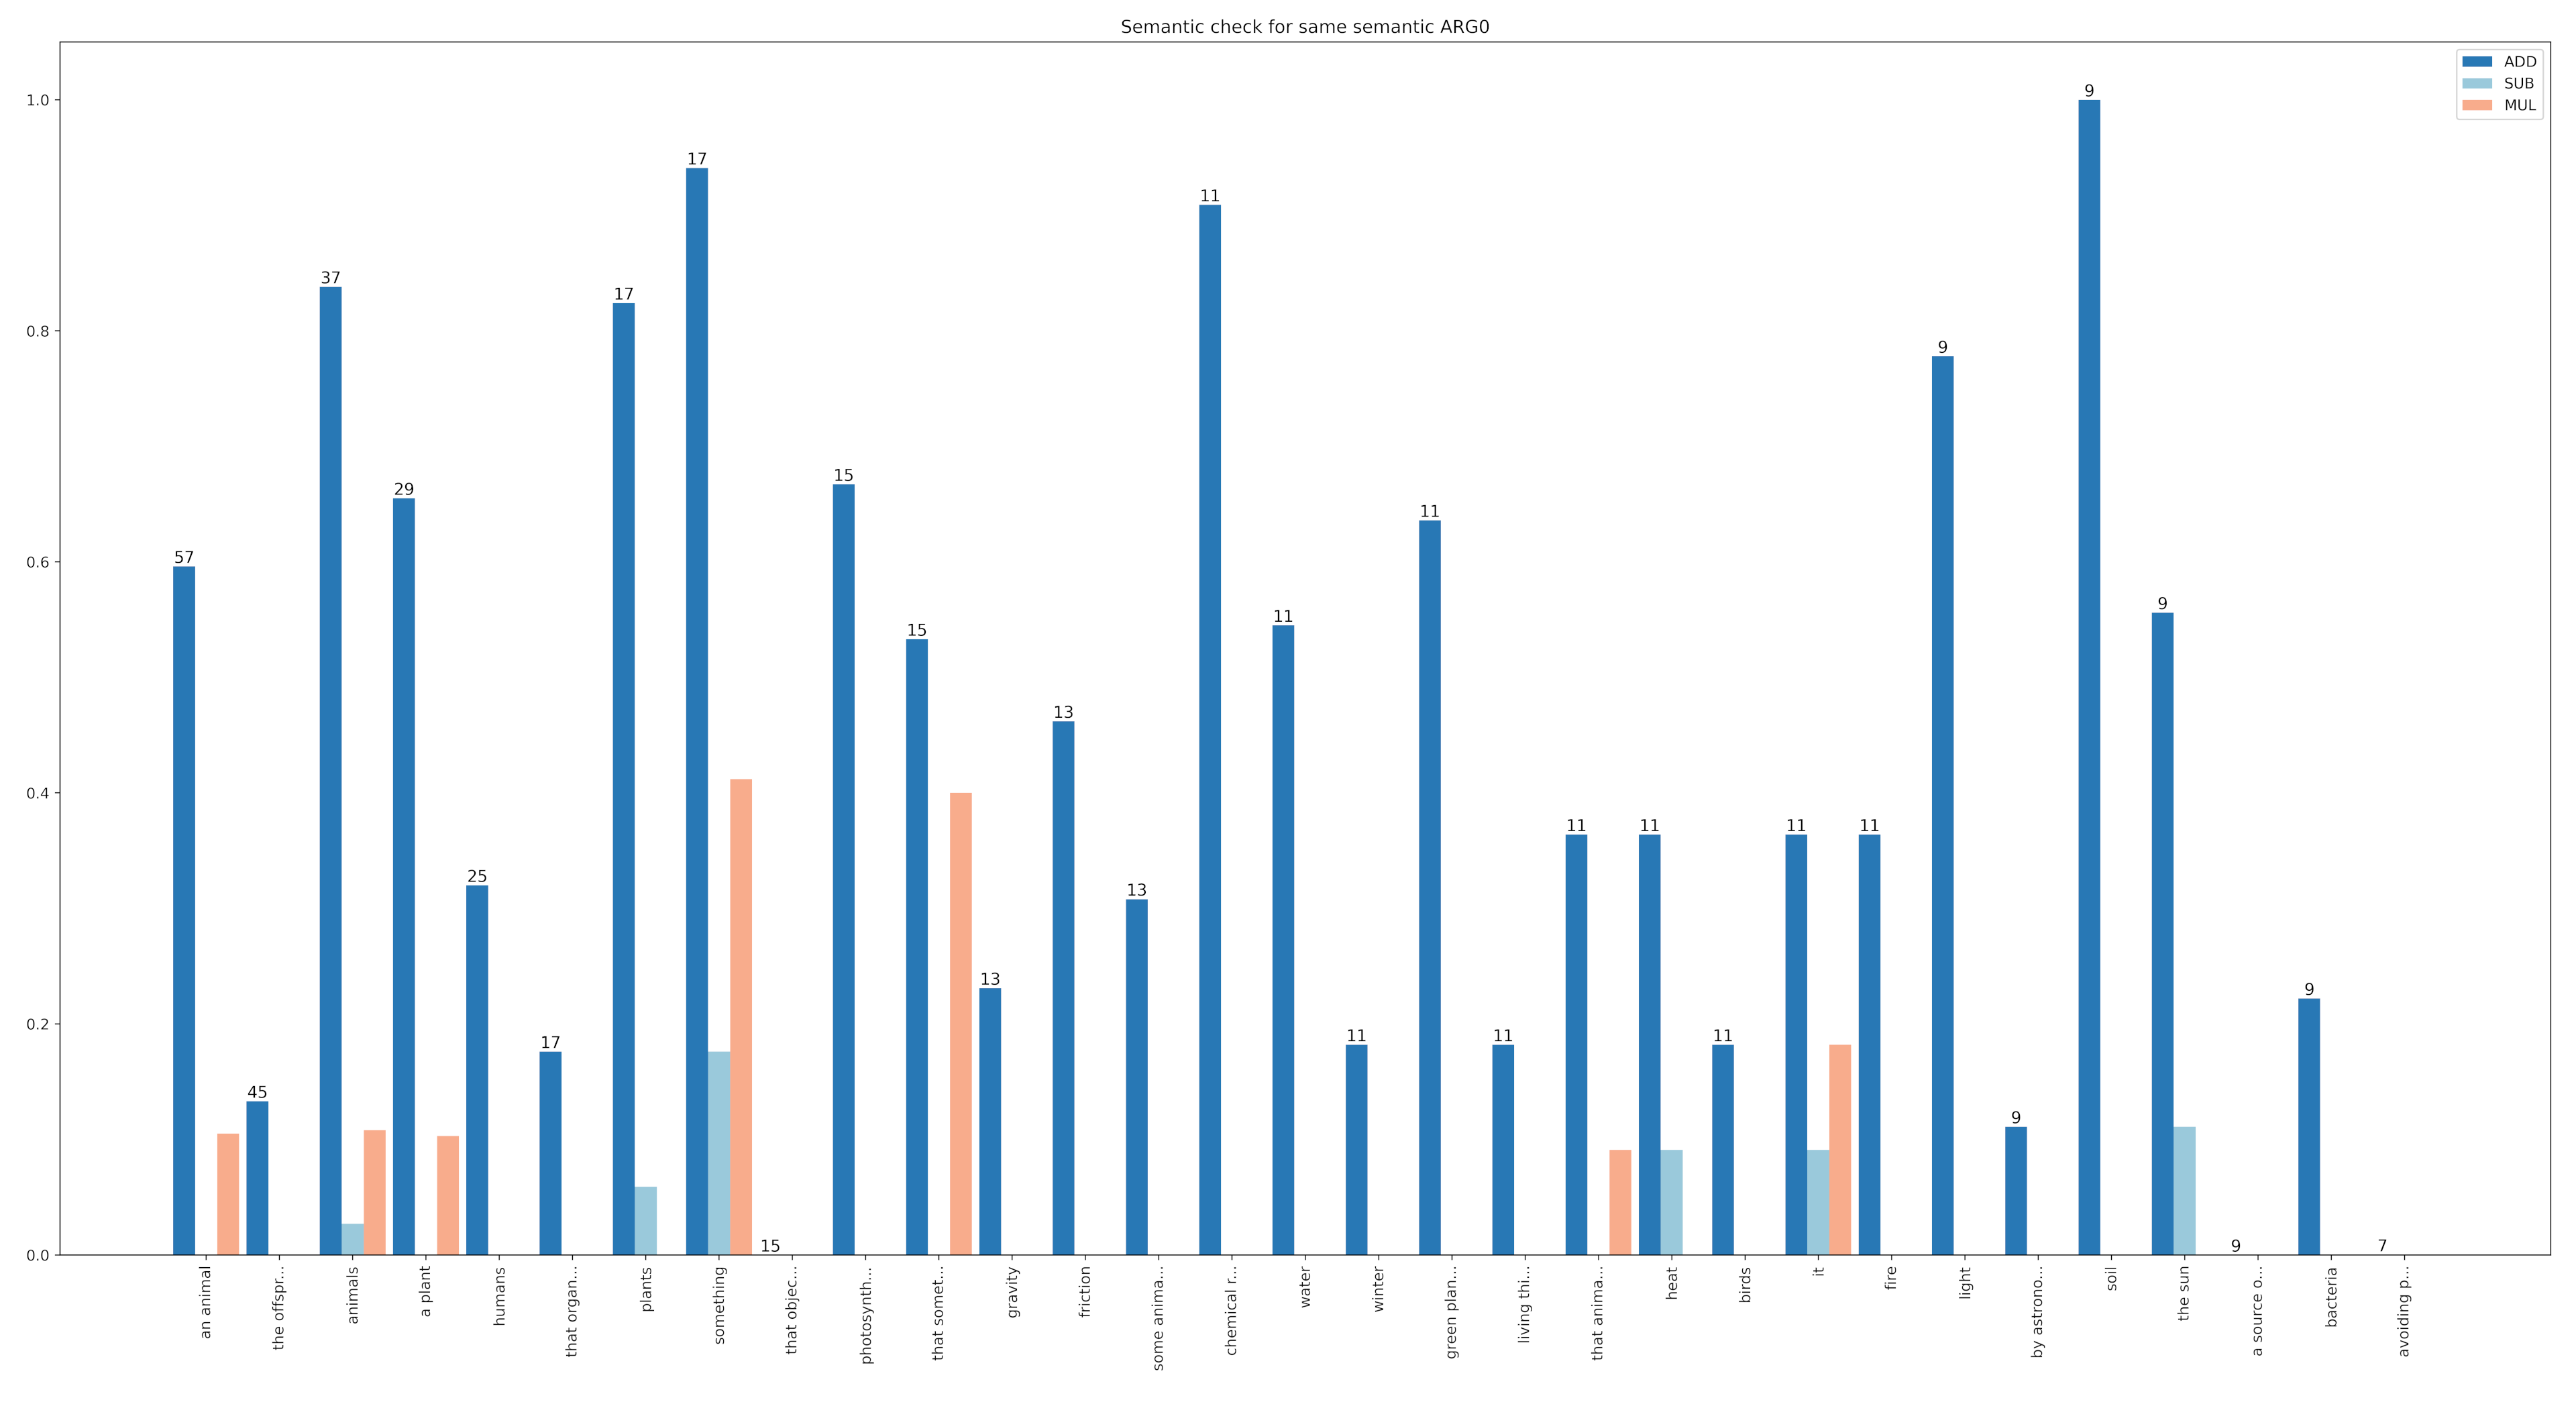 Semantic check for same semantic ARG0
ADD
SUB
MUL
1.0
0.8
0.6
0.4
0.2
0.0
57
45
37
29
25
17
17
17
15
15
15
13
13
13
11
11
11
11
11
11
11
11
11
11
9
9
9
9
9
9
7
an animal
the offspr...
animals
a plant
humans
that organ...
plants
something
that objec...
photosynth...
that somet...
gravity
friction
some anima...
chemical r...
water
winter
green plan...
living thi...
that anima...
heat
birds
it
fire
light
by astrono...
soil
the sun
a source o...
bacteria
avoiding p...